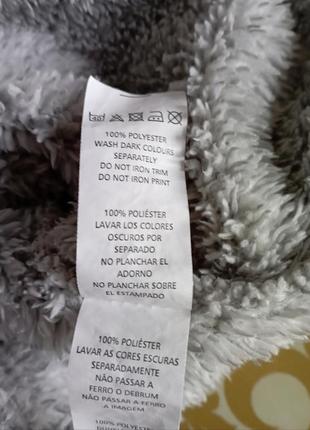 100% POLYESTER
WASH DARK COLOURS
SEPARATELY
DO NOT IRON TRIM
DO NOT IRON PRINT
100% POLIÉSTER
LAVAR LOS COLORES
OSCUROS POR
SEPARADO
NO PLANCHAR EL
ADORNO
NO PLANCHAR SOBRE
EL ESTAMPADO
100% POLIÉSTER
LAVAR AS CORES ESCURAS
SEPARADAMENTE
NÃO PASSAR A
FERRO O DEBRUM
NÃO PASSAR A FERRO
A IMAGEM
100% POLYESTER